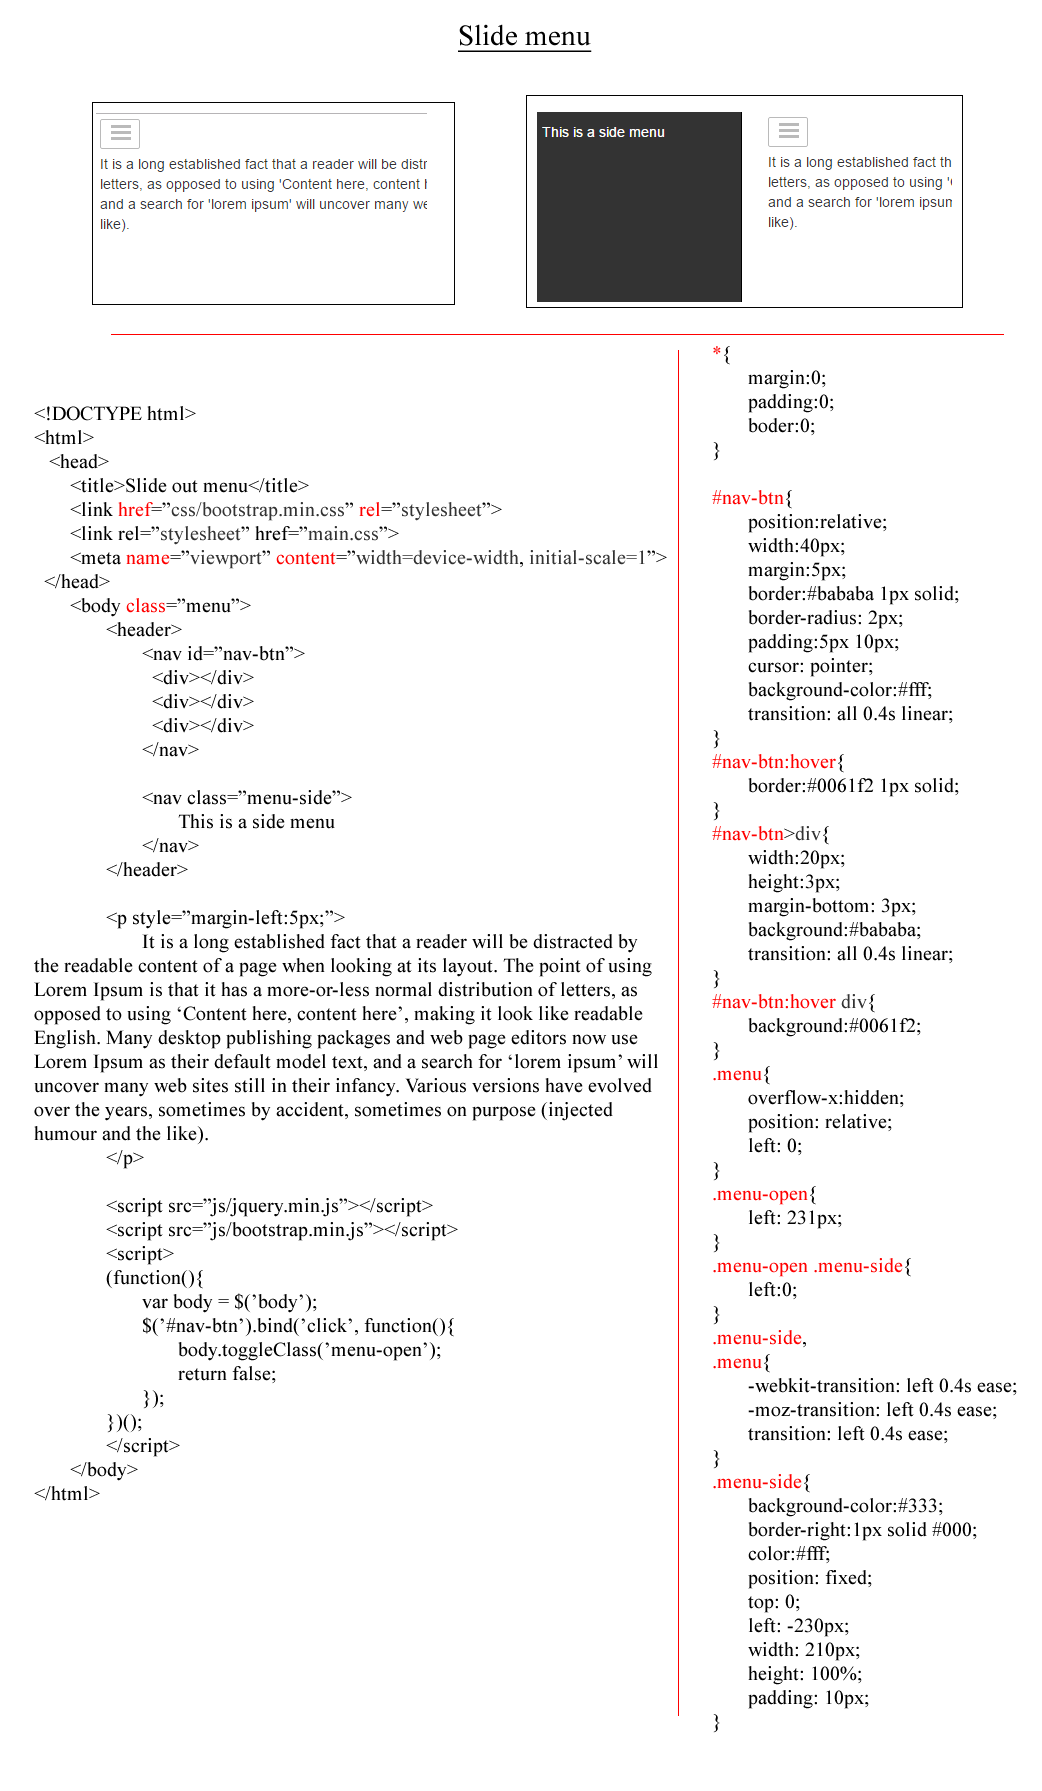 Slide menu
It is a long established fact that a reader will be distr
letters, as opposed to using 'Content here, content h
and a search for 'lorem ipsum' will uncover many we
like).
This is a side menu
It is a long established fact th
letters, as opposed to using '(
and a search for 'lorem ipsum
like).
<!DOCTYPE html>
<html>
<head>
<title>Slide out menu</title>
<link href=”css/bootstrap.min.css” rel=”stylesheet”>
<link rel=”stylesheet” href=”main.css”>
<meta name=”viewport” content=”width=device-width, initial-scale=1”>
</head>
<body class=”menu”>
<header>
<nav id=”nav-btn”>
<div></div>
<div></div>
<div></div>
</nav>
<nav class=”menu-side”>
This is a side menu
</nav>
</header>
<p style=”margin-left:5px;”>
It is a long established fact that a reader will be distracted by
the readable content of a page when looking at its layout. The point of using
Lorem Ipsum is that it has a more-or-less normal distribution of letters, as
opposed to using ‘Content here, content here’, making it look like readable
English. Many desktop publishing packages and web page editors now use
Lorem Ipsum as their default model text, and a search for ‘lorem ipsum’ will
uncover many web sites still in their infancy. Various versions have evolved
over the years, sometimes by accident, sometimes on purpose (injected
humour and the like).
</p>
<script src=”js/jquery.min.js”></script>
<script src=”js/bootstrap.min.js”></script>
<script>
(function(){
var body = $(’body’);
$(’#nav-btn’).bind(’click’, function(){
body.toggleClass(’menu-open’);
return false;
});
})();
</script>
</body>
</html>
*{
margin:0;
padding:0;
boder:0;
}
#nav-btn{
position:relative;
width:40px;
margin:5px;
border:#bababa 1px solid;
border-radius: 2px;
padding:5px 10px;
cursor: pointer;
background-color:#fff;
transition: all 0.4s linear;
}
#nav-btn:hover{
border:#0061f2 1px solid;
}
#nav-btn>div{
width:20px;
height:3px;
margin-bottom: 3px;
background:#bababa;
transition: all 0.4s linear;
}
#nav-btn:hover div{
background:#0061f2;
}
.menu{
overflow-x:hidden;
position: relative;
left: 0;
}
.menu-open{
left: 231px;
}
.menu-open .menu-side{
left:0;
}
.menu-side,
.menu{
-webkit-transition: left 0.4s ease;
-moz-transition: left 0.4s ease;
transition: left 0.4s ease;
}
.menu-side{
background-color:#333;
border-right:1px solid #000;
color:#fff;
position: fixed;
top: 0;
left: -230px;
width: 210px;
height: 100%;
padding: 10px;
}